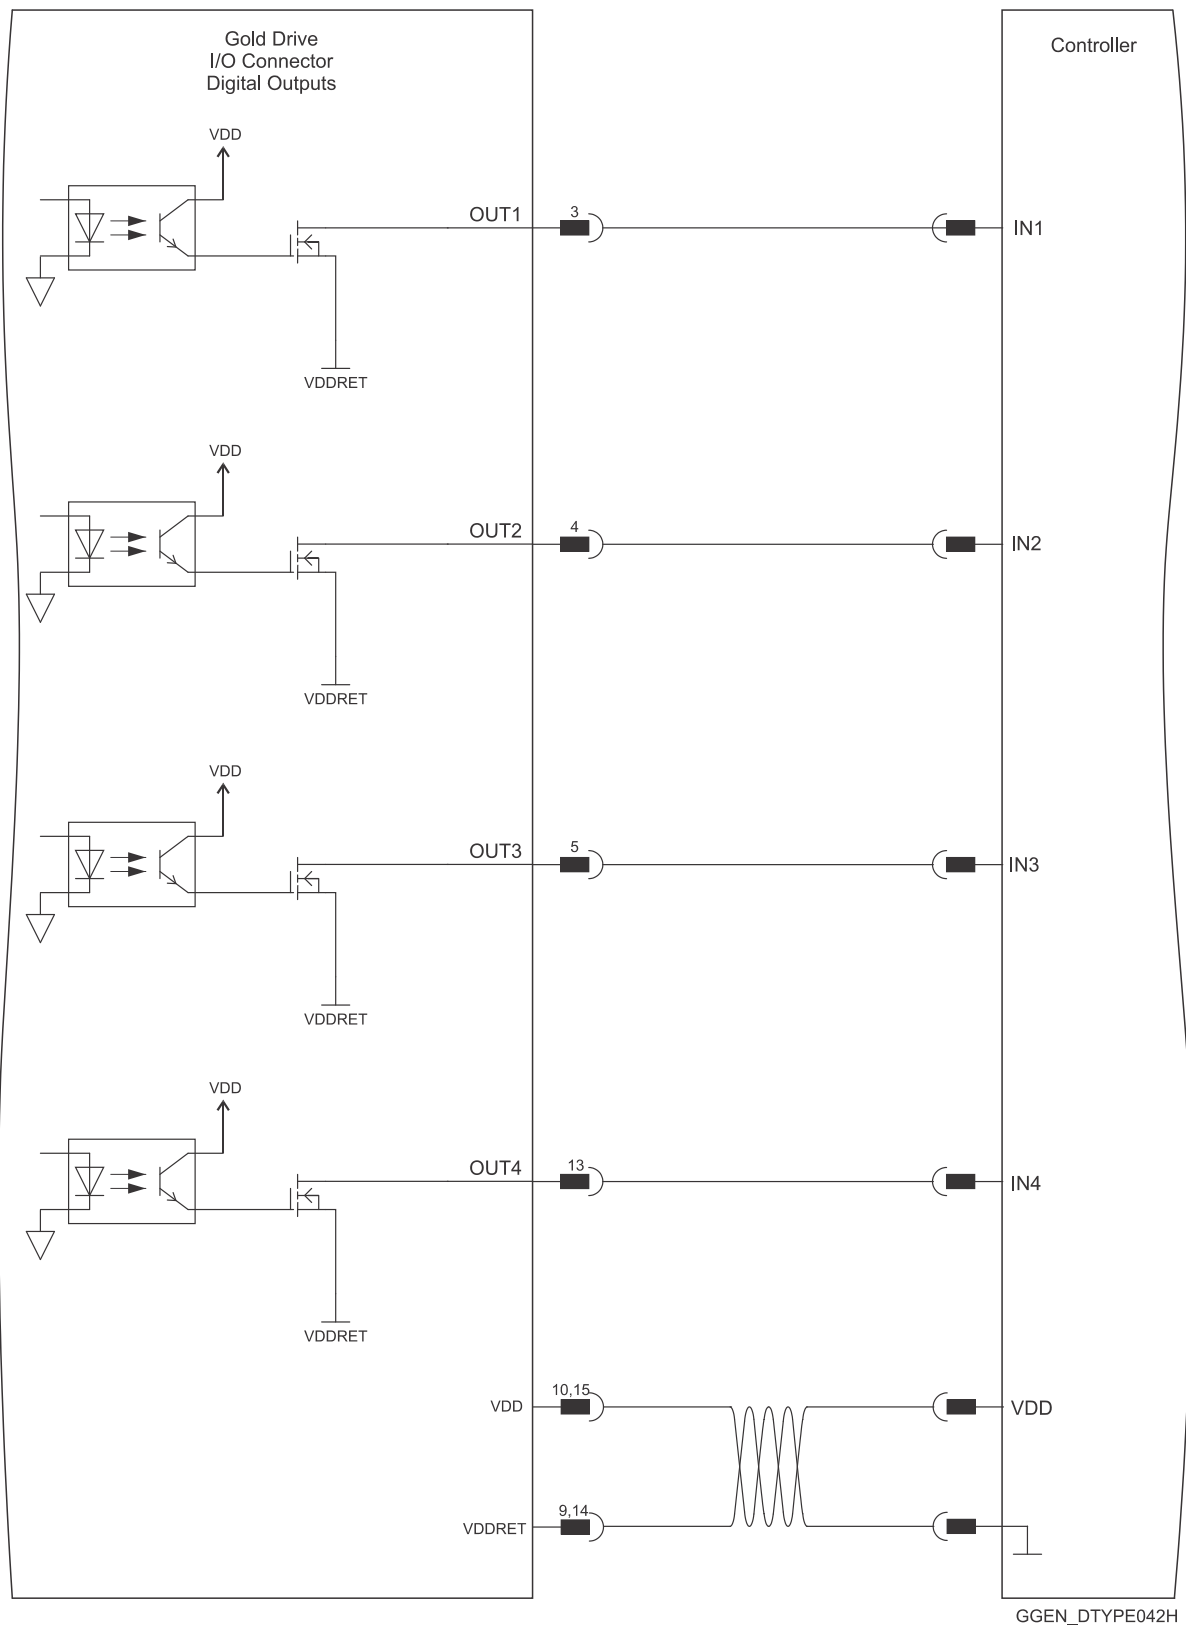 Gold Drive
I/O Connector
Digital Outputs
Controller
VDD
OUT1
3
IN1
VDDRET
VDD
OUT2
4
IN2
VDDRET
VDD
OUT3
5
IN3
VDDRET
VDD
OUT4
13
IN4
VDDRET
VDD
10,15
VDD
VDDRET
9,14
GGEN_DTYPE042H